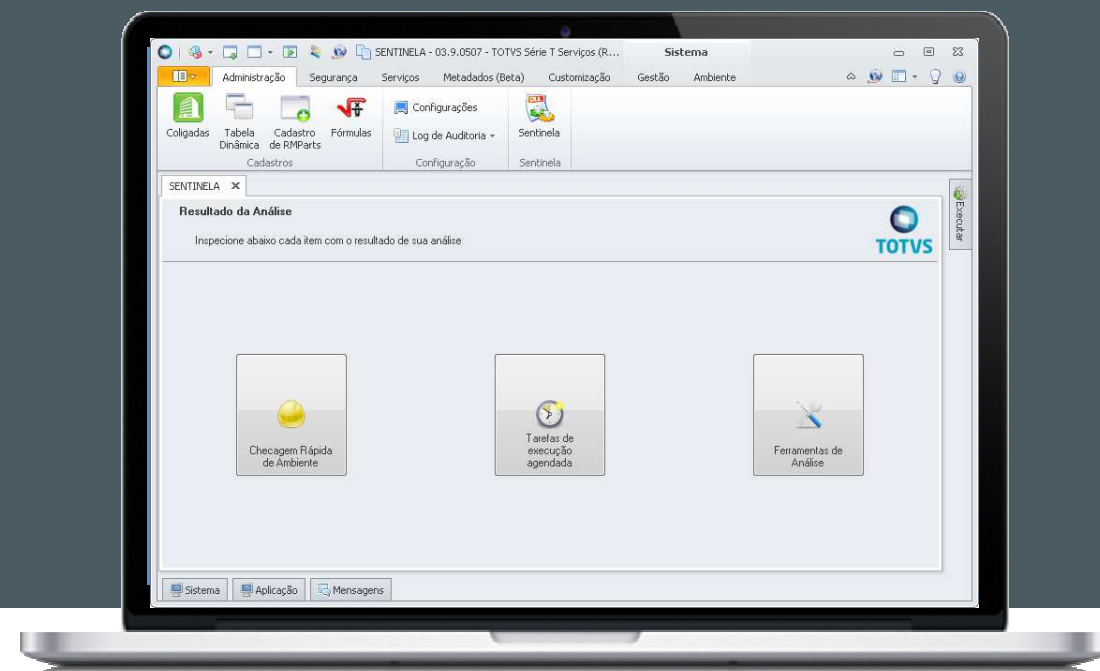 SENTINELA - 03.9.0507 - TOTVS Série T Serviços (R...
Sistema
Administração Segurança Serviços Metadados (Beta) Customização Gestão Ambiente
Coligadas
Tabela
Dinâmica
Cadastro
de RMParts
Fórmulas
Cadastros
Configurações
Log de Auditoria
Configuração
Sentinela
Sentinela
SENTINELA
Resultado da Análise
Inspecione abaixo cada item com o resultado de sua análise
TOTVS
Executar
Checagem Rápida
de Ambiente
Tarefas de
execução
agendada
Ferramentas de
Análise
Sistema Aplicação Mensagens